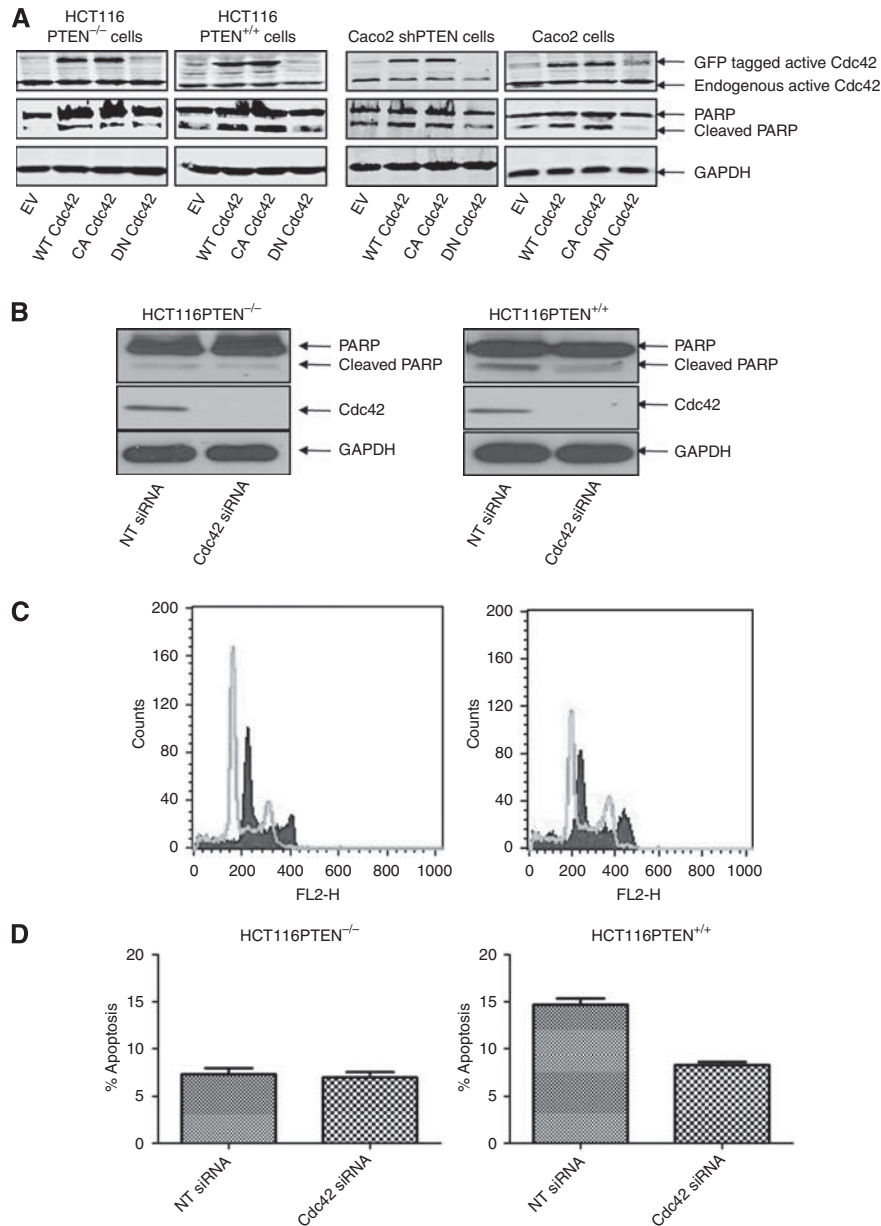 A
HCT116
PTEN−/− cells
HCT116
PTEN+/+ cells
Caco2 shPTEN cells
Caco2 cells
GFP tagged active Cdc42
Endogenous active Cdc42
PARP
Cleaved PARP
GAPDH
EV
WT Cdc42
CA Cdc42
DN Cdc42
EV
WT Cdc42
CA Cdc42
DN Cdc42
EV
WT Cdc42
CA Cdc42
DN Cdc42
EV
WT Cdc42
CA Cdc42
DN Cdc42
B
HCT116PTEN−/−
PARP
Cleaved PARP
Cdc42
GAPDH
NT siRNA
Cdc42 siRNA
HCT116PTEN+/+
PARP
Cleaved PARP
Cdc42
GAPDH
NT siRNA
Cdc42 siRNA
C
200
160
120
80
40
0
Counts
0 200 400 600 800 1000
FL2-H
200
160
120
80
40
0
Counts
0 200 400 600 800 1000
FL2-H
D
HCT116PTEN−/−
20
15
10
5
0
% Apoptosis
NT siRNA
Cdc42 siRNA
HCT116PTEN+/+
20
15
10
5
0
% Apoptosis
NT siRNA
Cdc42 siRNA